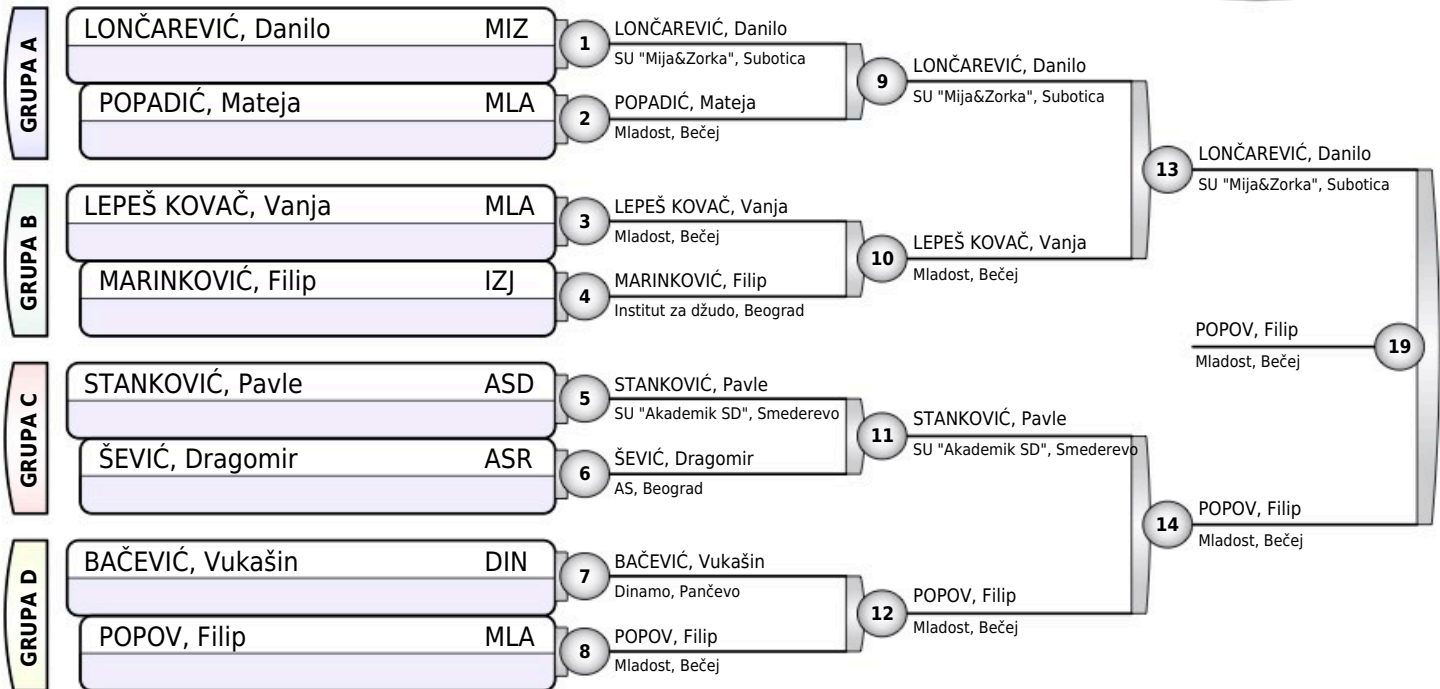 GRUPA A
LONČAREVIĆ, Danilo MIZ
POPADIĆ, Mateja MLA
GRUPA B
LEPEŠ KOVAČ, Vanja MLA
MARINKOVIĆ, Filip IZJ
GRUPA C
STANKOVIĆ, Pavle ASD
ŠEVIĆ, Dragomir ASR
GRUPA D
BAČEVIĆ, Vukašin DIN
POPOV, Filip MLA
1
LONČAREVIĆ, Danilo
SU "Mija&Zorka", Subotica
2
POPADIĆ, Mateja
Mladost, Bečej
3
LEPEŠ KOVAČ, Vanja
Mladost, Bečej
4
MARINKOVIĆ, Filip
Institut za džudo, Beograd
5
STANKOVIĆ, Pavle
SU "Akademik SD", Smederevo
6
ŠEVIĆ, Dragomir
AS, Beograd
7
BAČEVIĆ, Vukašin
Dinamo, Pančevo
8
POPOV, Filip
Mladost, Bečej
9
LONČAREVIĆ, Danilo
SU "Mija&Zorka", Subotica
10
LEPEŠ KOVAČ, Vanja
Mladost, Bečej
11
STANKOVIĆ, Pavle
SU "Akademik SD", Smederevo
12
POPOV, Filip
Mladost, Bečej
13
LONČAREVIĆ, Danilo
SU "Mija&Zorka", Subotica
14
POPOV, Filip
Mladost, Bečej
POPOV, Filip
Mladost, Bečej
19